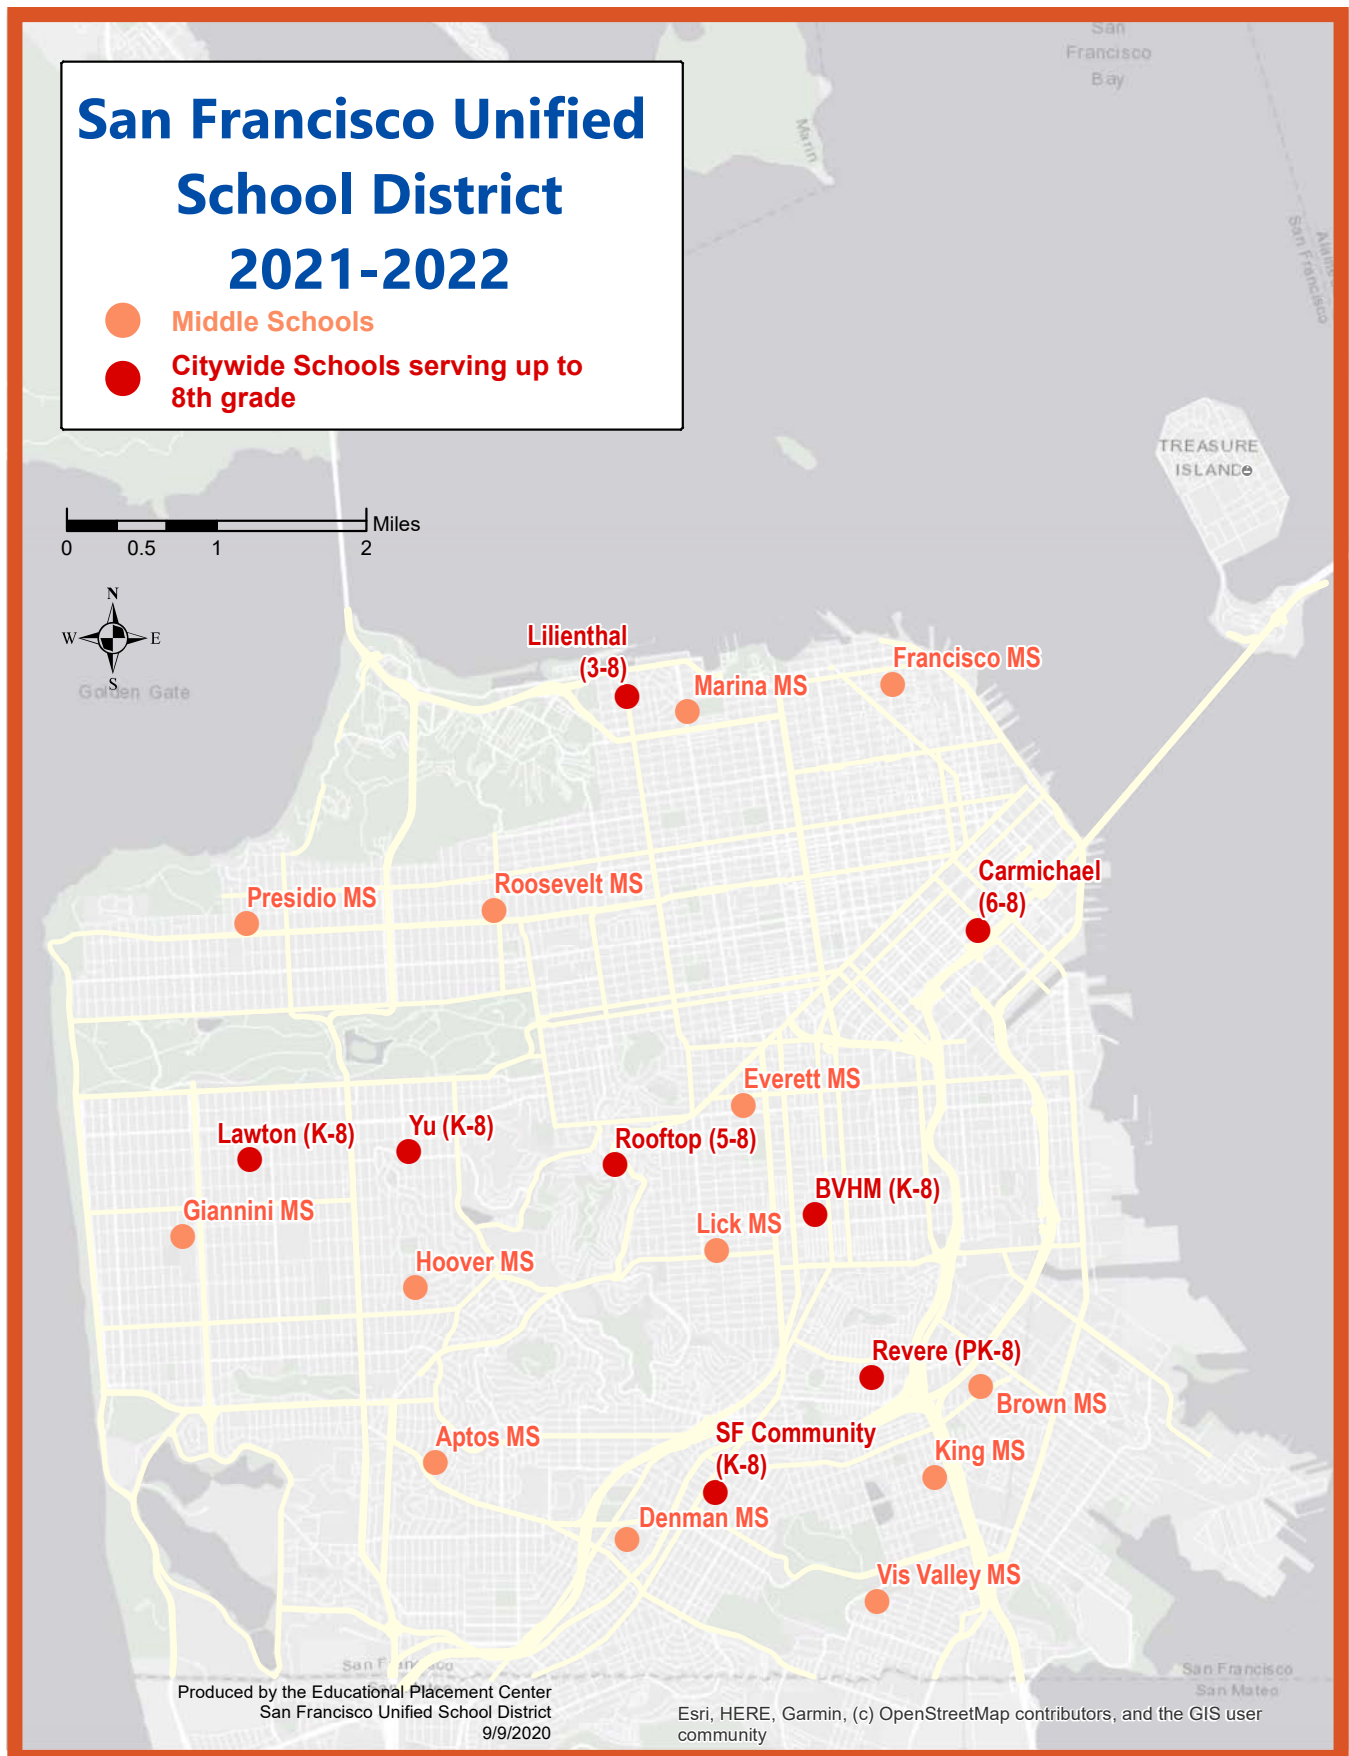 San
Francisco
Bay
San Francisco Unified
School District
2021-2022
Middle Schools
Citywide Schools serving up to
8th grade
Marin
San Francisco
TREASURE
ISLAND
Miles
0 0.5 1 2
N
W E
S
Golden Gate
Lilienthal
(3-8)
Francisco MS
Marina MS
Carmichael
(6-8)
Roosevelt MS
Presidio MS
Everett MS
Yu (K-8)
Lawton (K-8)
Rooftop (5-8)
BVHM (K-8)
Giannini MS
Lick MS
Hoover MS
Revere (PK-8)
Brown MS
SF Community
(K-8)
Aptos MS
King MS
Denman MS
Vis Valley MS
San Francisco
San Francisco
San Mateo
Produced by the Educational Placement Center
San Francisco Unified School District
9/9/2020
Esri, HERE, Garmin, (c) OpenStreetMap contributors, and the GIS user
community